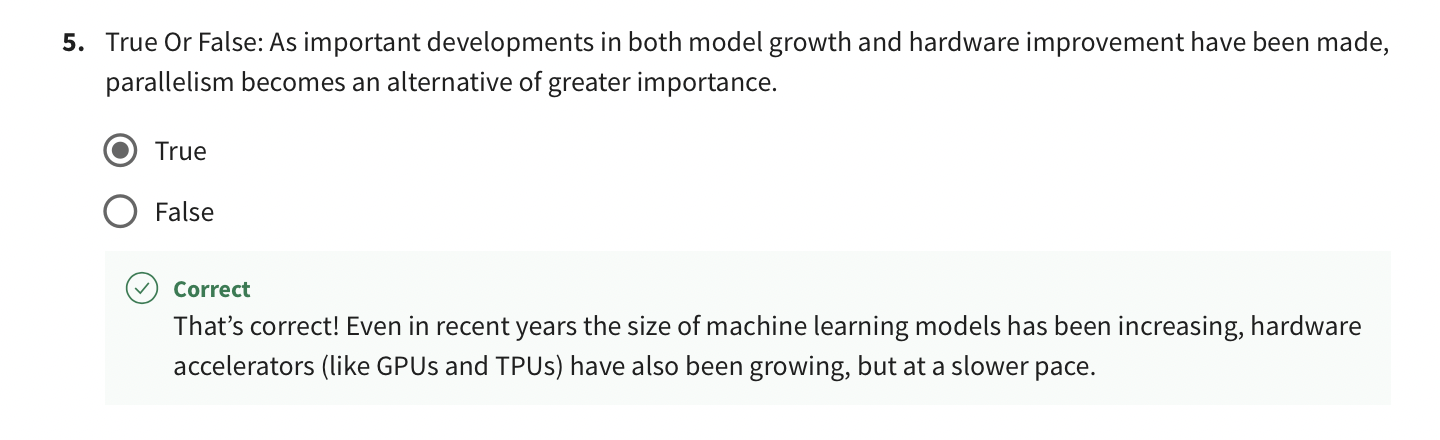 5. True Or False: As important developments in both model growth and hardware improvement have been made,
parallelism becomes an alternative of greater importance.
True
False
Correct
That’s correct! Even in recent years the size of machine learning models has been increasing, hardware
accelerators (like GPUs and TPUs) have also been growing, but at a slower pace.